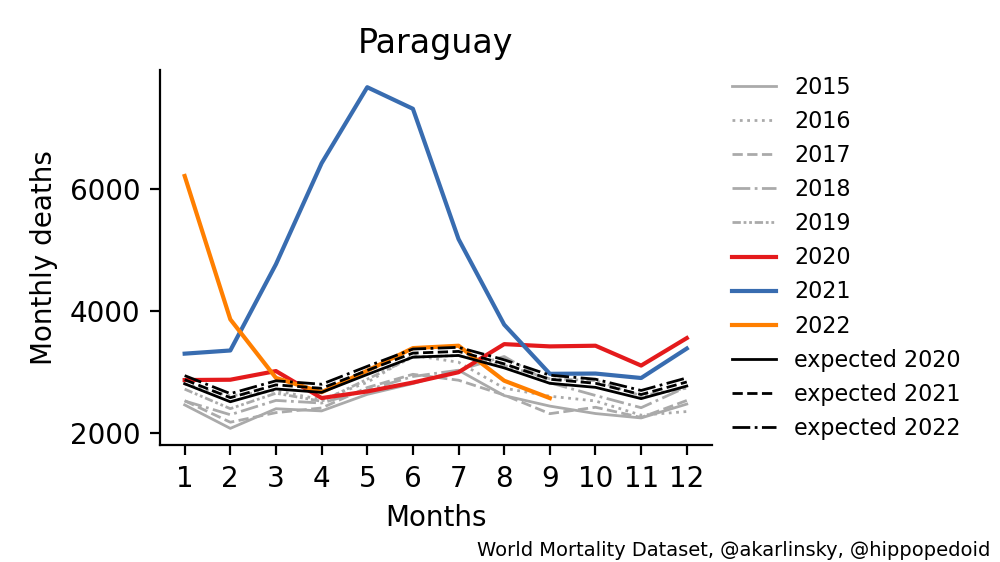 Paraguay
Monthly deaths
6000
4000
2000
1 2 3 4 5 6 7 8 9 10 11 12
Months
2015
2016
2017
2018
2019
2020
2021
2022
expected 2020
expected 2021
expected 2022
World Mortality Dataset, @akarlinsky, @hippopedoid